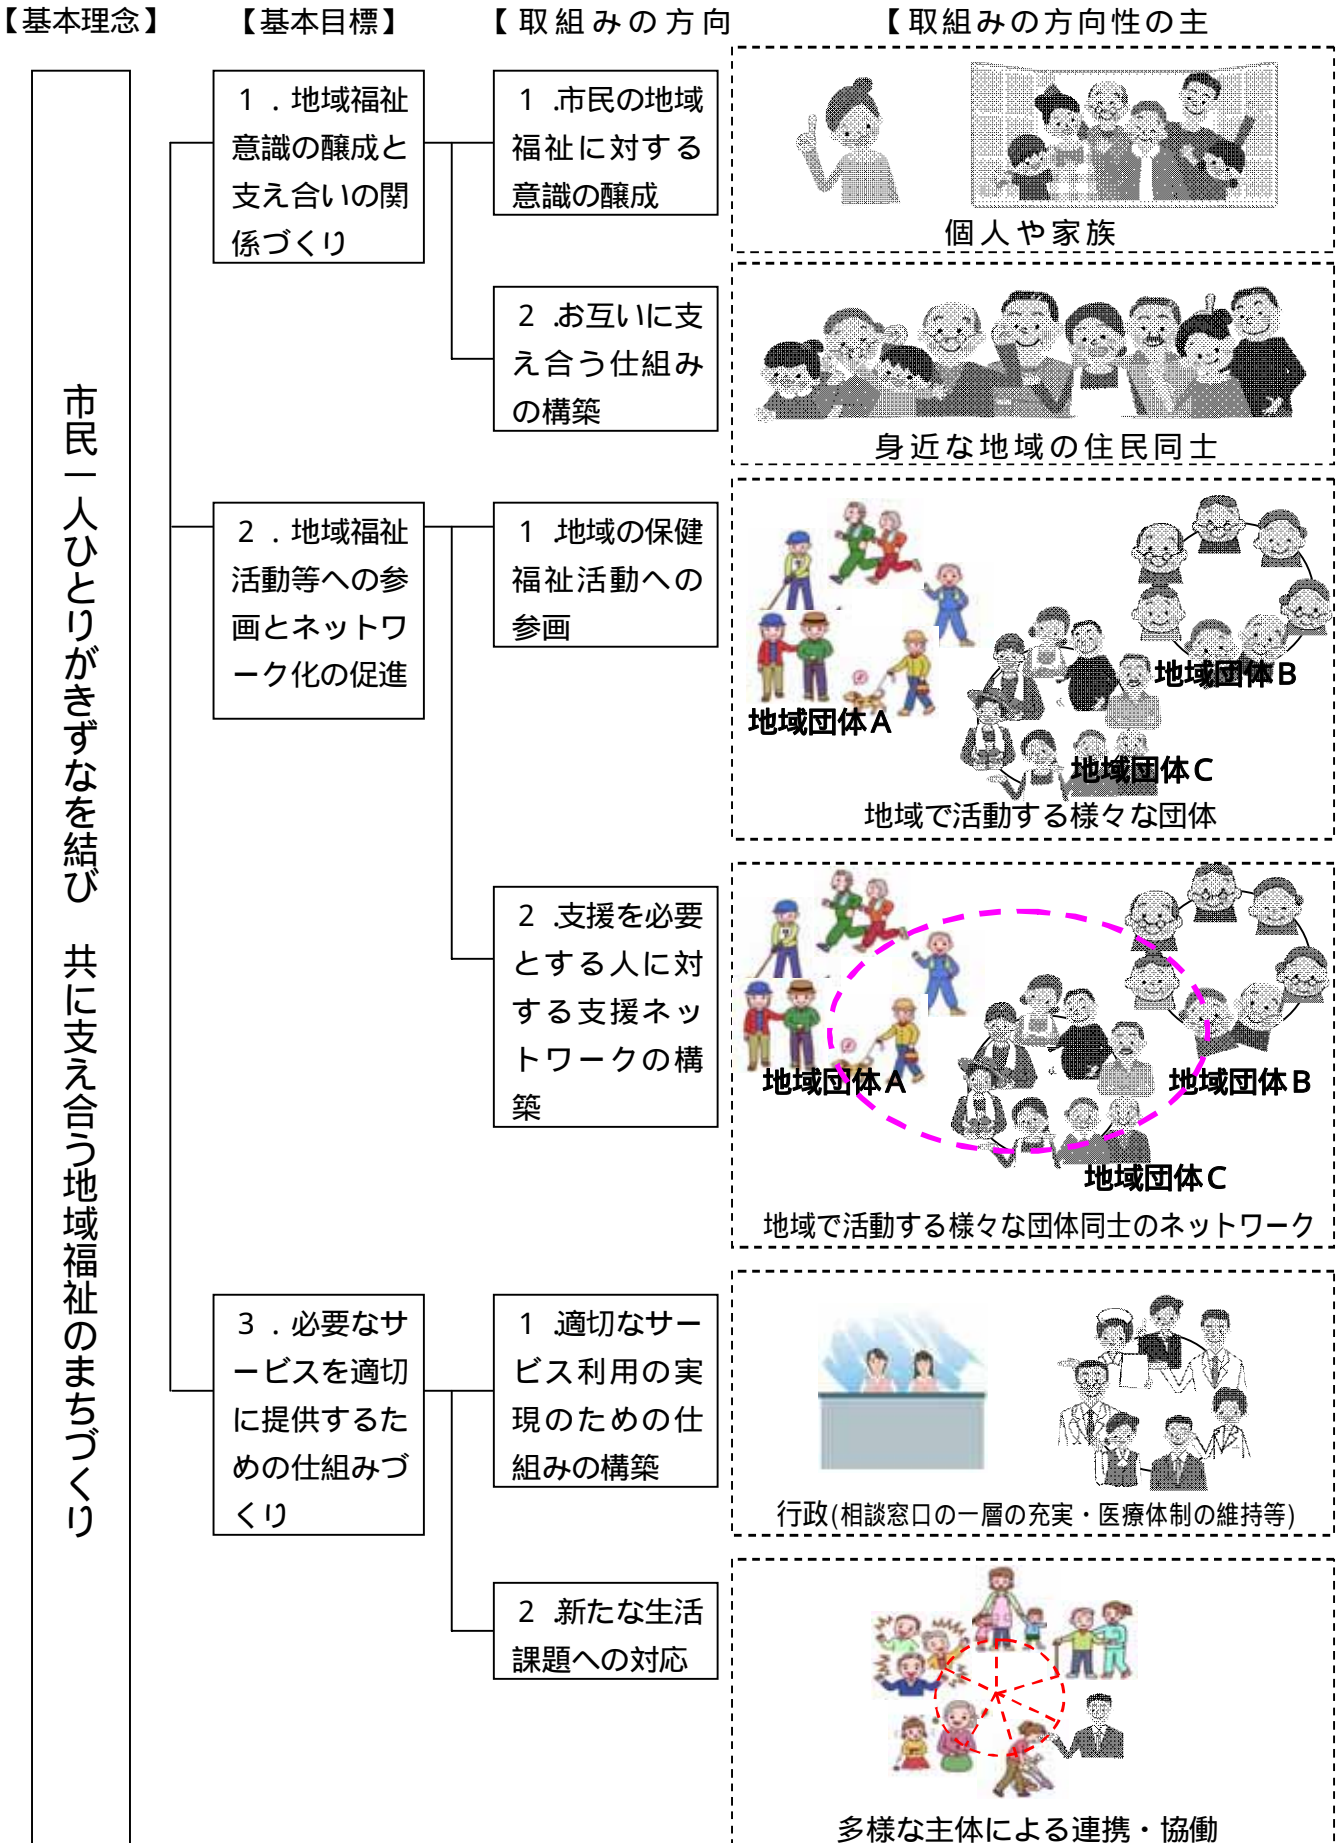 【基本理念】
【基本目標】
【取組みの方向
【取組みの方向性の主
市民一人ひとりがきずなを結び　共に支え合う地域福祉のまちづくり
１．地域福祉
意識の醸成と
支え合いの関
係づくり
１.市民の地域
福祉に対する
意識の醸成
個人や家族
２.お互いに支
え合う仕組み
の構築
身近な地域の住民同士
２．地域福祉
活動等への参
画とネットワ
ーク化の促進
１.地域の保健
福祉活動への
参画
地域団体Ａ
地域団体Ｂ
地域団体Ｃ
地域で活動する様々な団体
２.支援を必要
とする人に対
する支援ネッ
トワークの構
築
地域団体Ａ
地域団体Ｂ
地域団体Ｃ
地域で活動する様々な団体同士のネットワーク
３．必要なサ
ービスを適切
に提供するた
めの仕組みづ
くり
１.適切なサー
ビス利用の実
現のための仕
組みの構築
行政(相談窓口の一層の充実・医療体制の維持等)
２.新たな生活
課題への対応
多様な主体による連携・協働